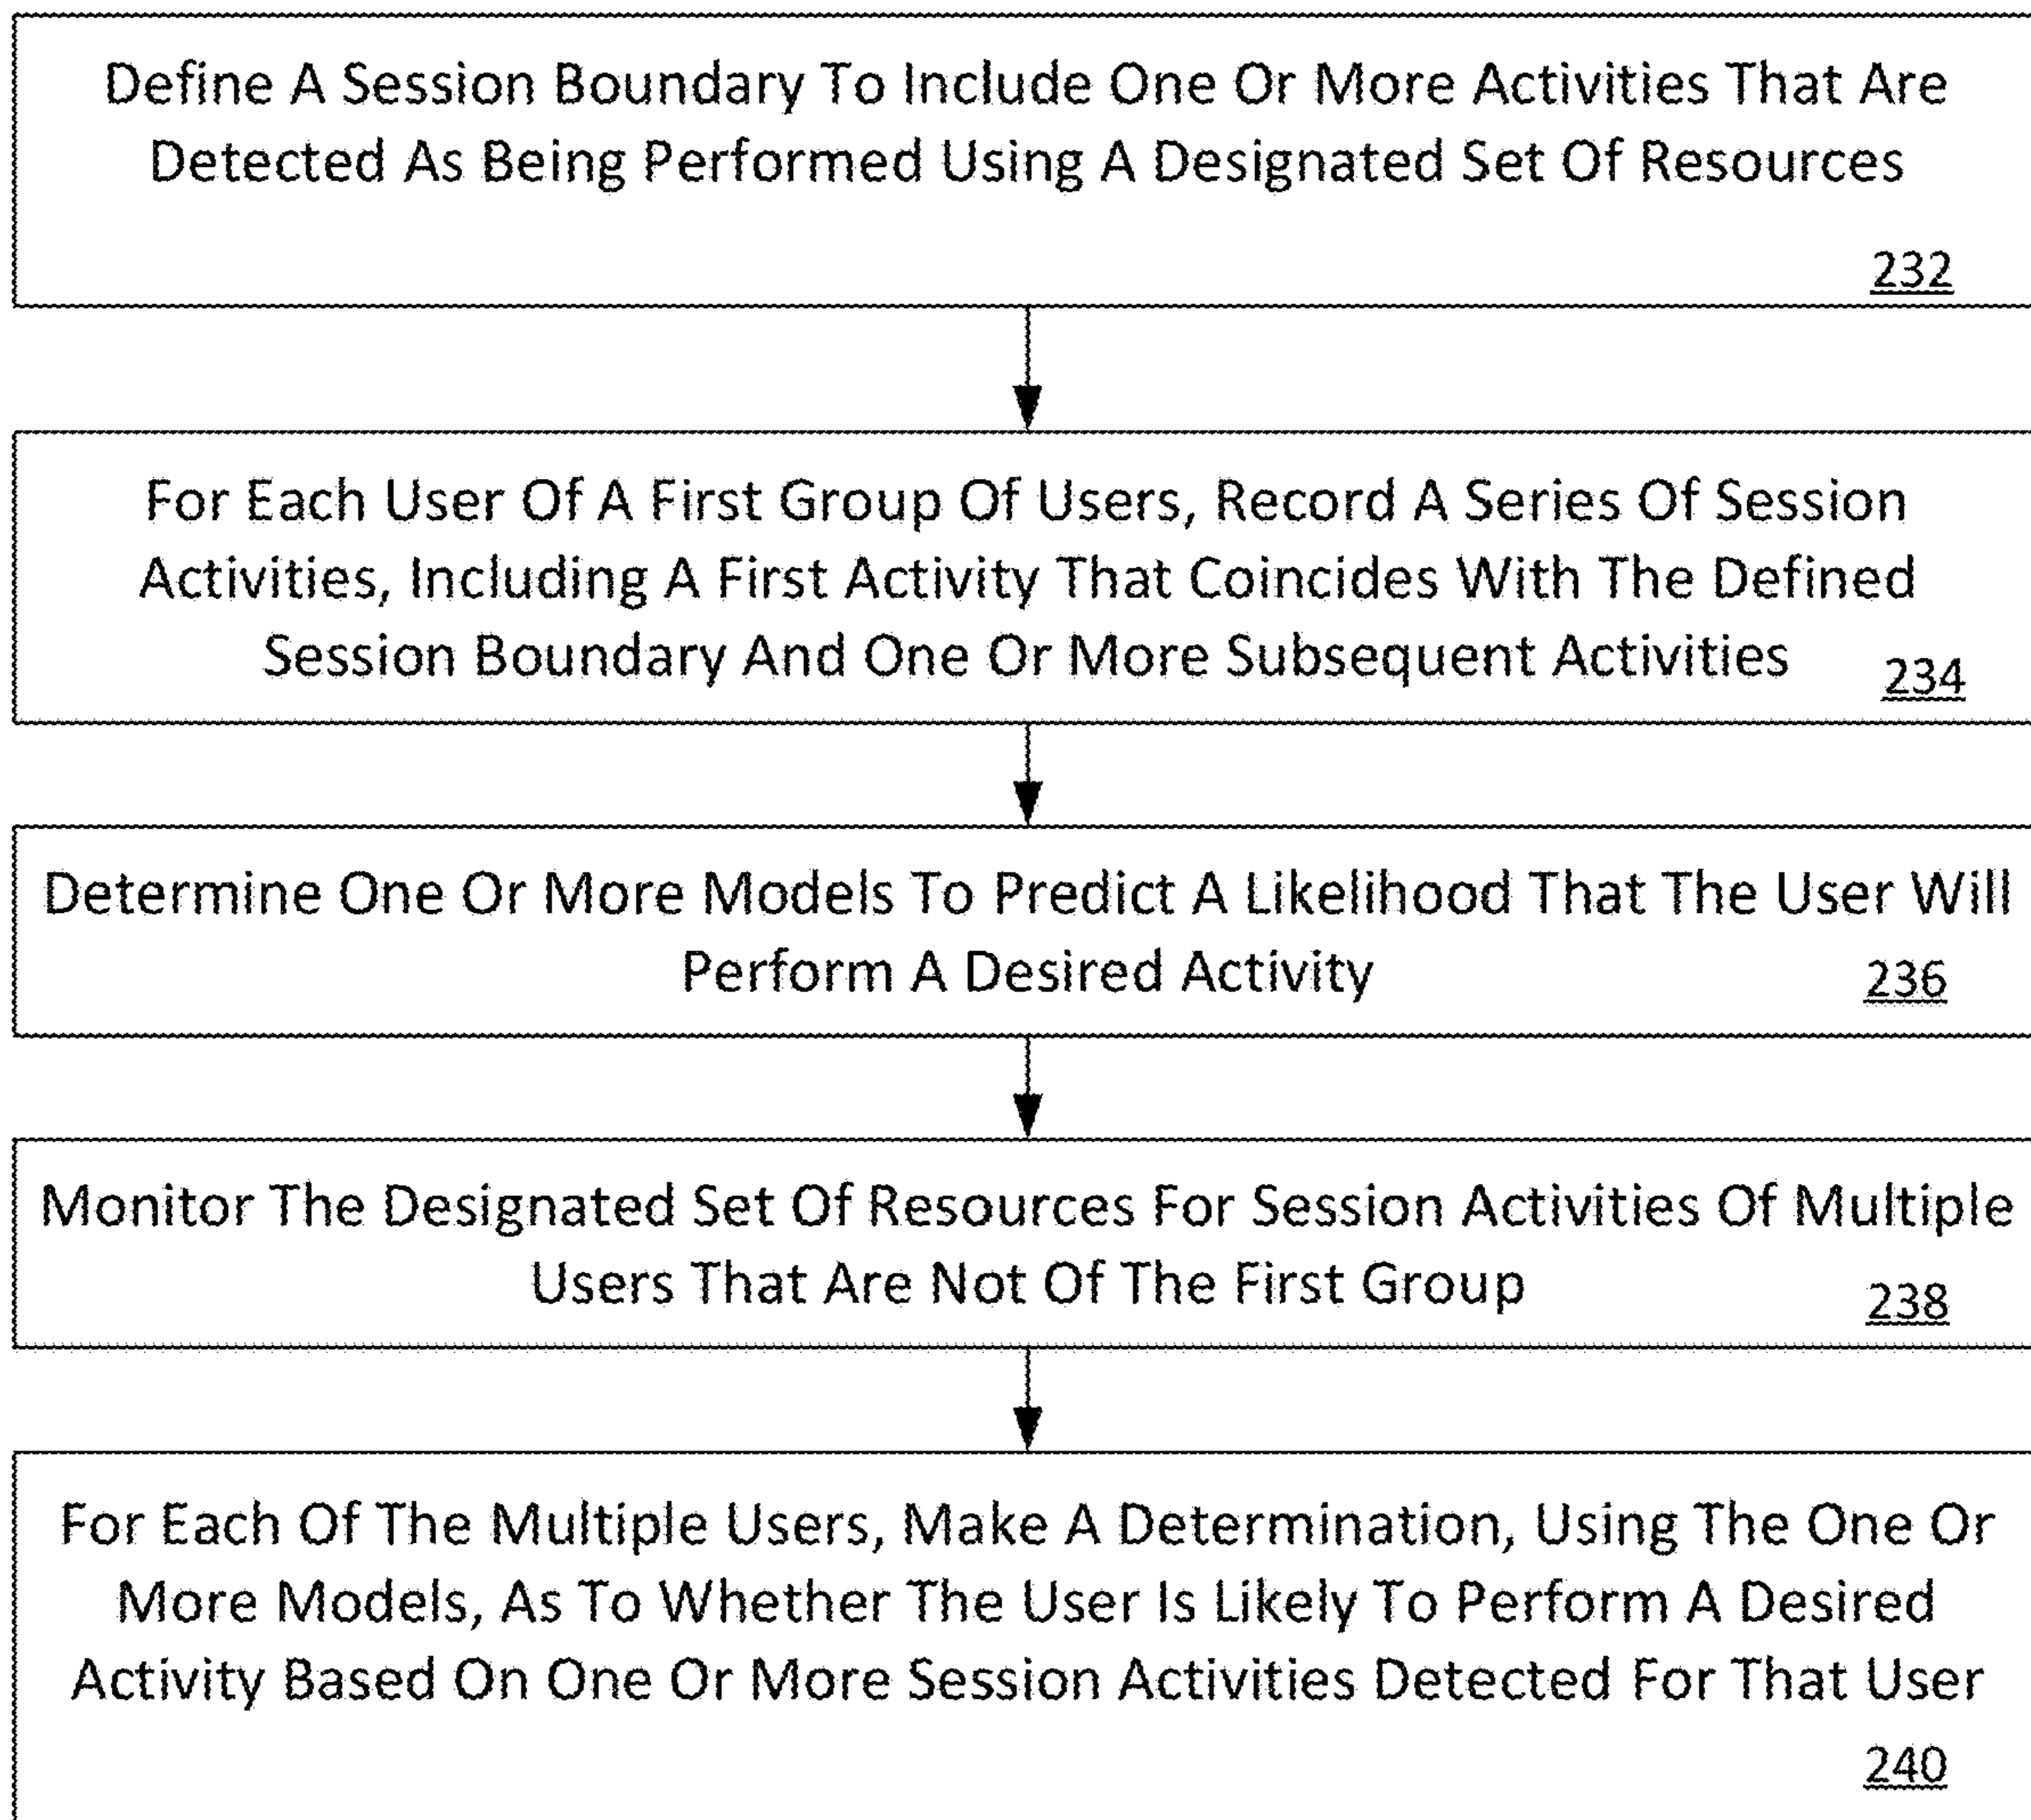 Define A Session Boundary To Include One Or More Activities That Are
Detected As Being Performed Using A Designated Set Of Resources
232
For Each User Of A First Group Of Users, Record A Series Of Session
Activities, Including A First Activity That Coincides With The Defined
Session Boundary And One Or More Subsequent Activities
234
Determine One Or More Models To Predict A Likelihood That The User Will
Perform A Desired Activity
236
Monitor The Designated Set Of Resources For Session Activities Of Multiple
Users That Are Not Of The First Group
238
For Each Of The Multiple Users, Make A Determination, Using The One Or
More Models, As To Whether The User Is Likely To Perform A Desired
Activity Based On One Or More Session Activities Detected For That User
240